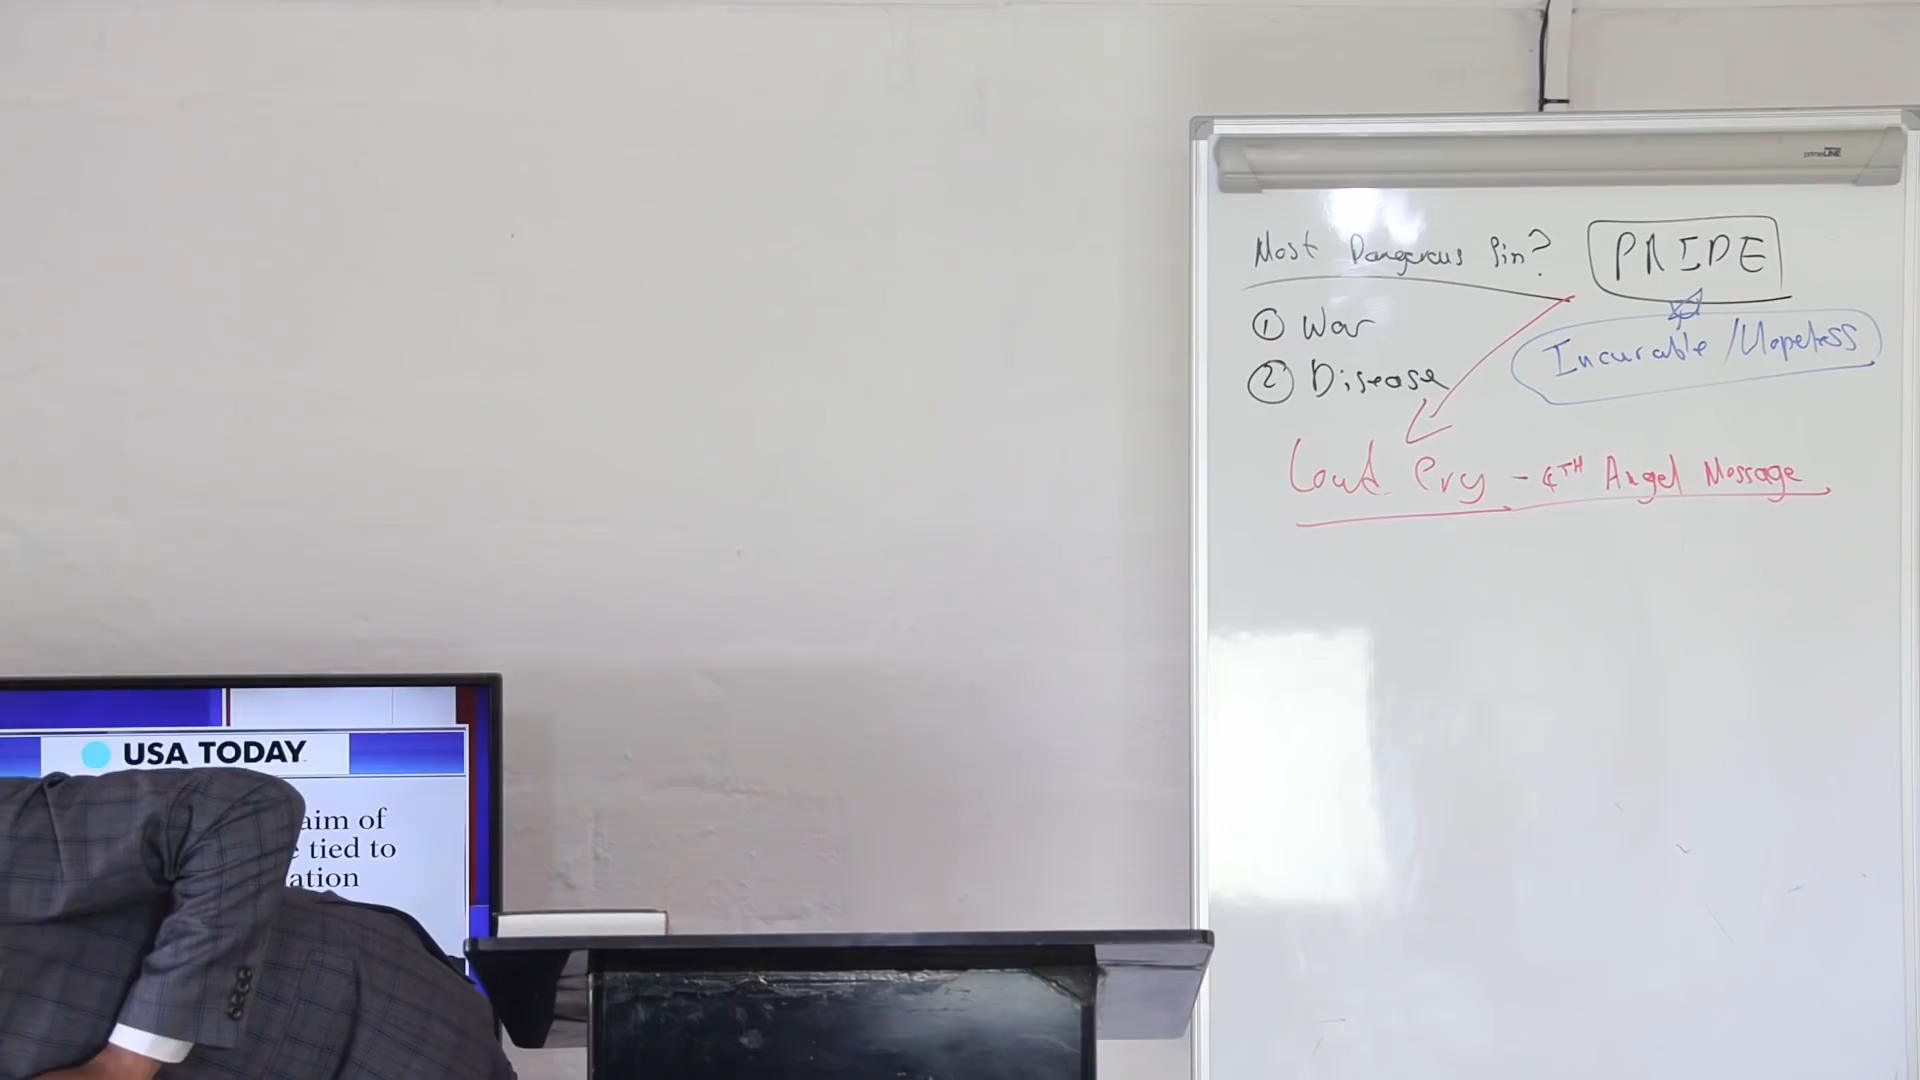 primeLINE
Most Dangerous Sin? PRIDE
① War
Incurable / Hopeless
② Disease
Loud Cry - 4TH Angel Message
USA TODAY
aim of
tied to
ation